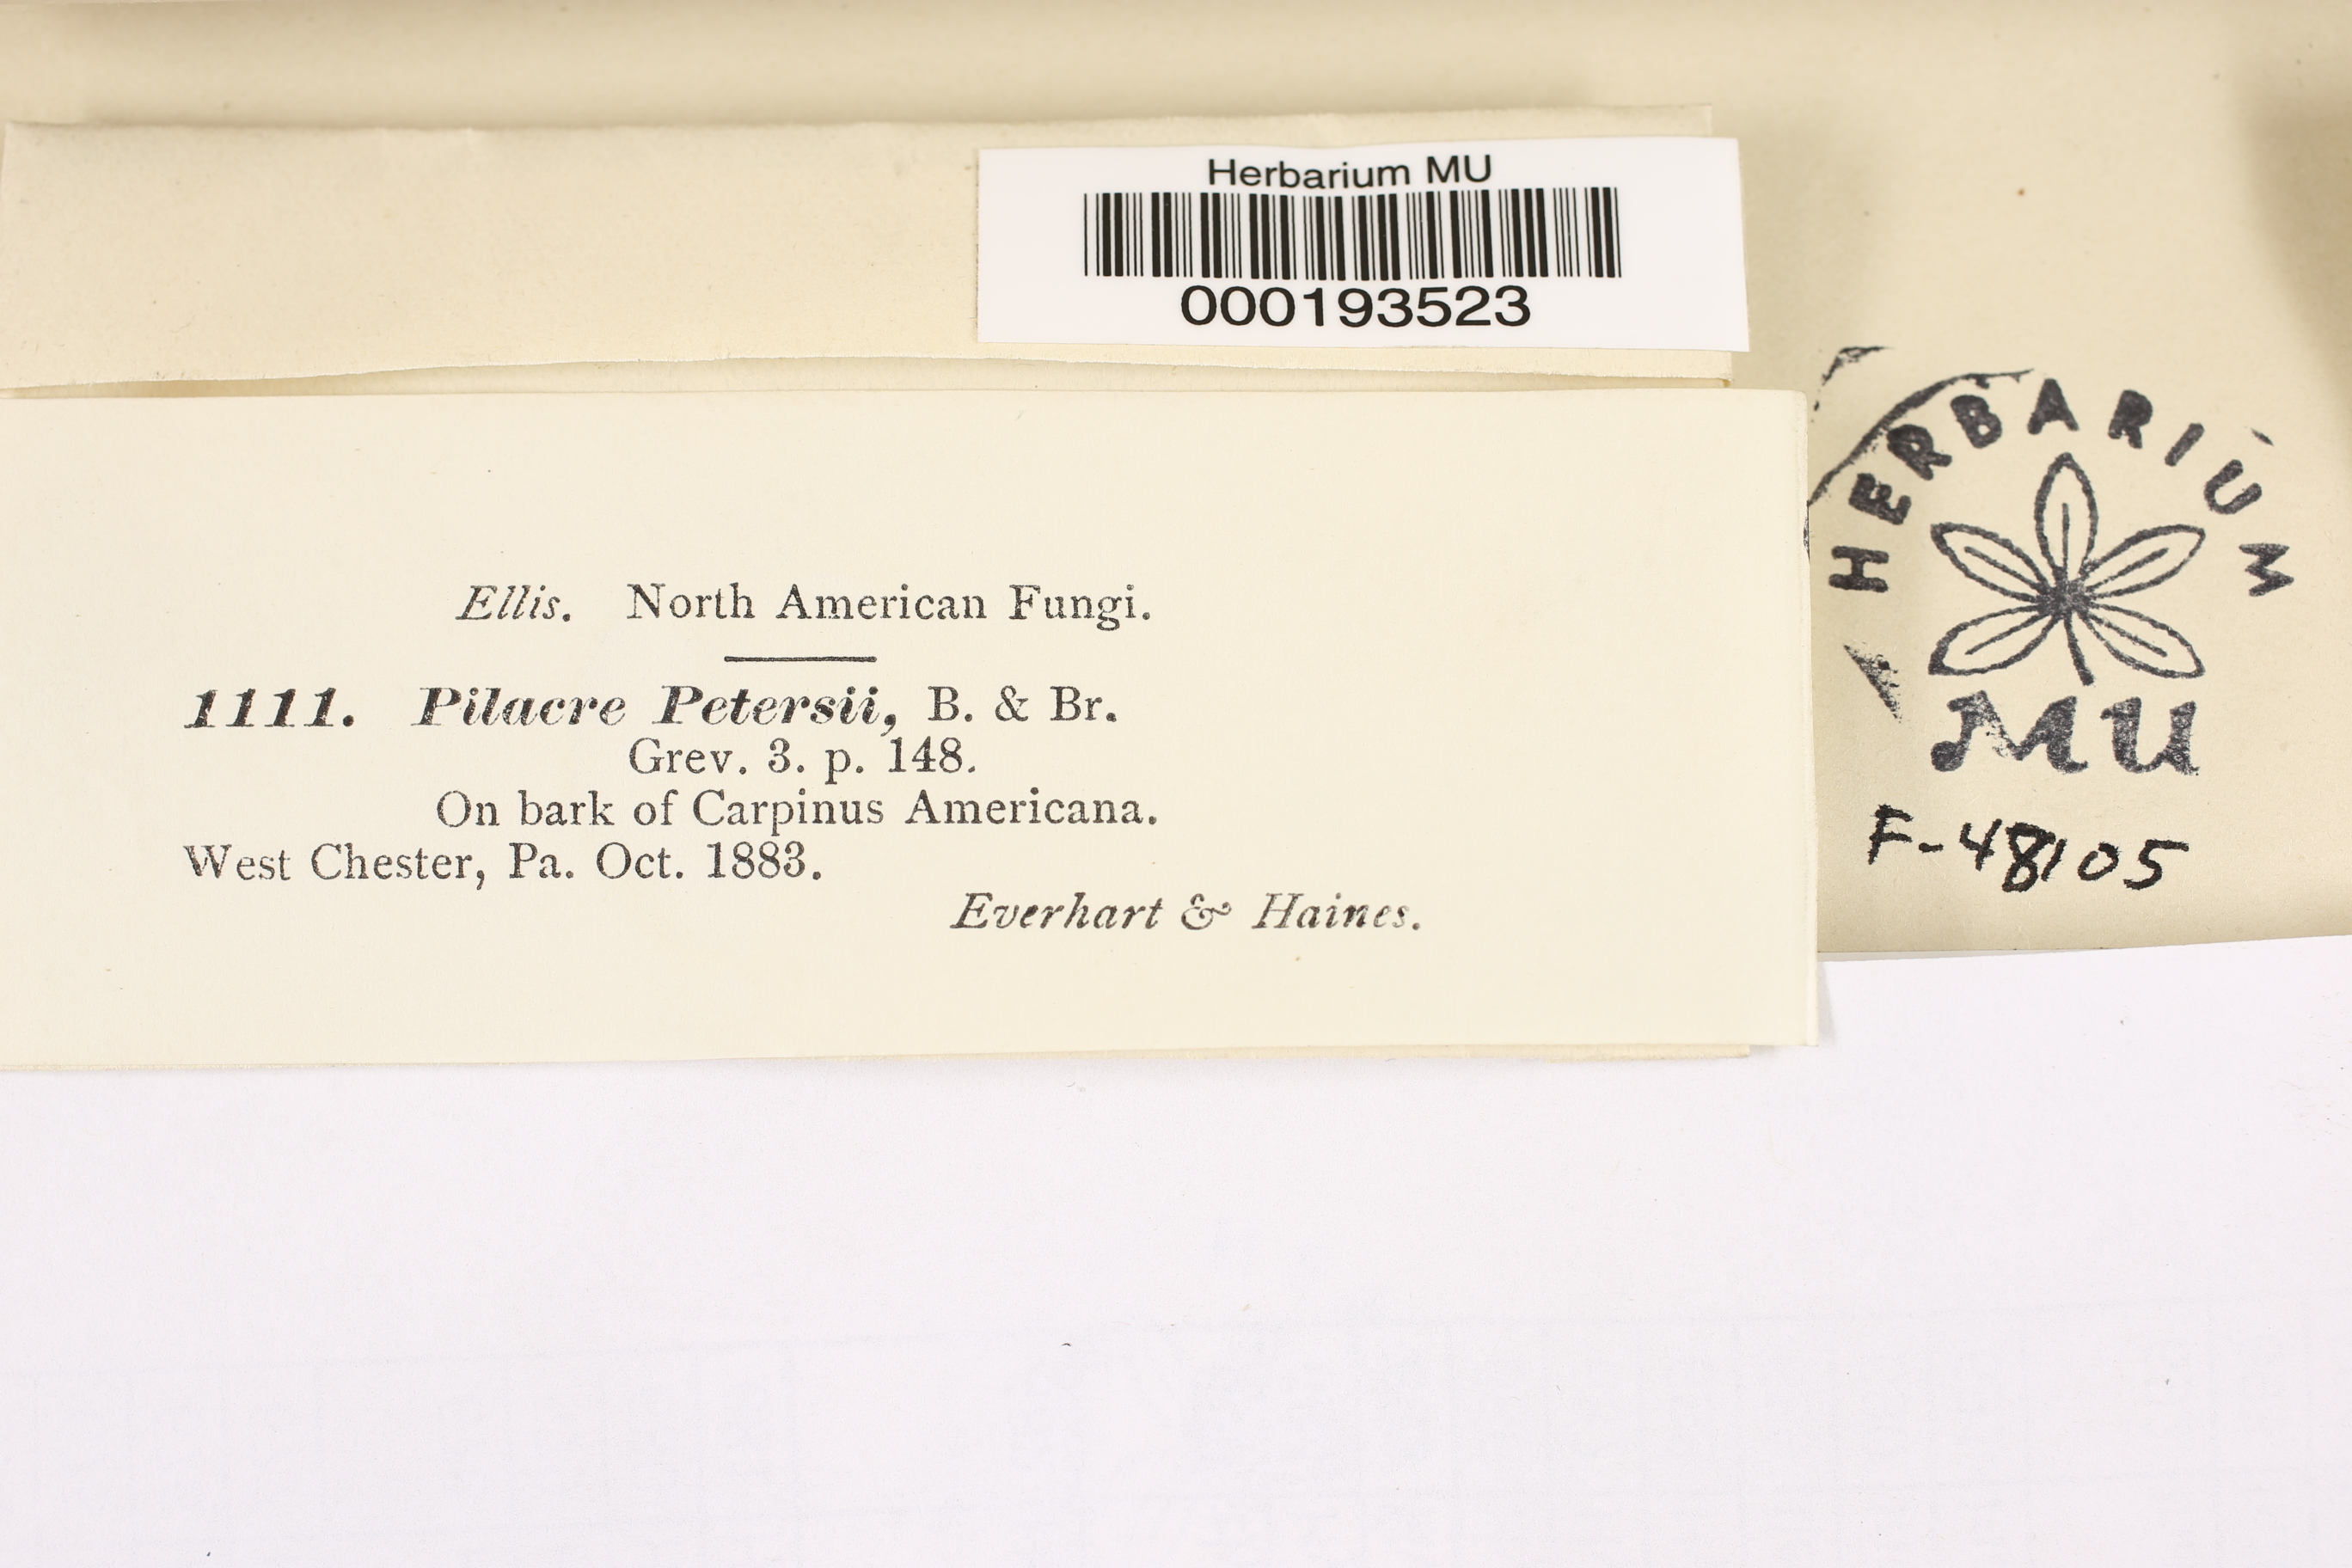 Herbarium MU
000193523
HERBARIUM
MU
F-48105
Ellis. North American Fungi.
1111. Pilacre Petersii, B. & Br.
Grev. 3. p. 148.
On bark of Carpinus Americana.
West Chester, Pa. Oct. 1883.
Everhart & Haines.